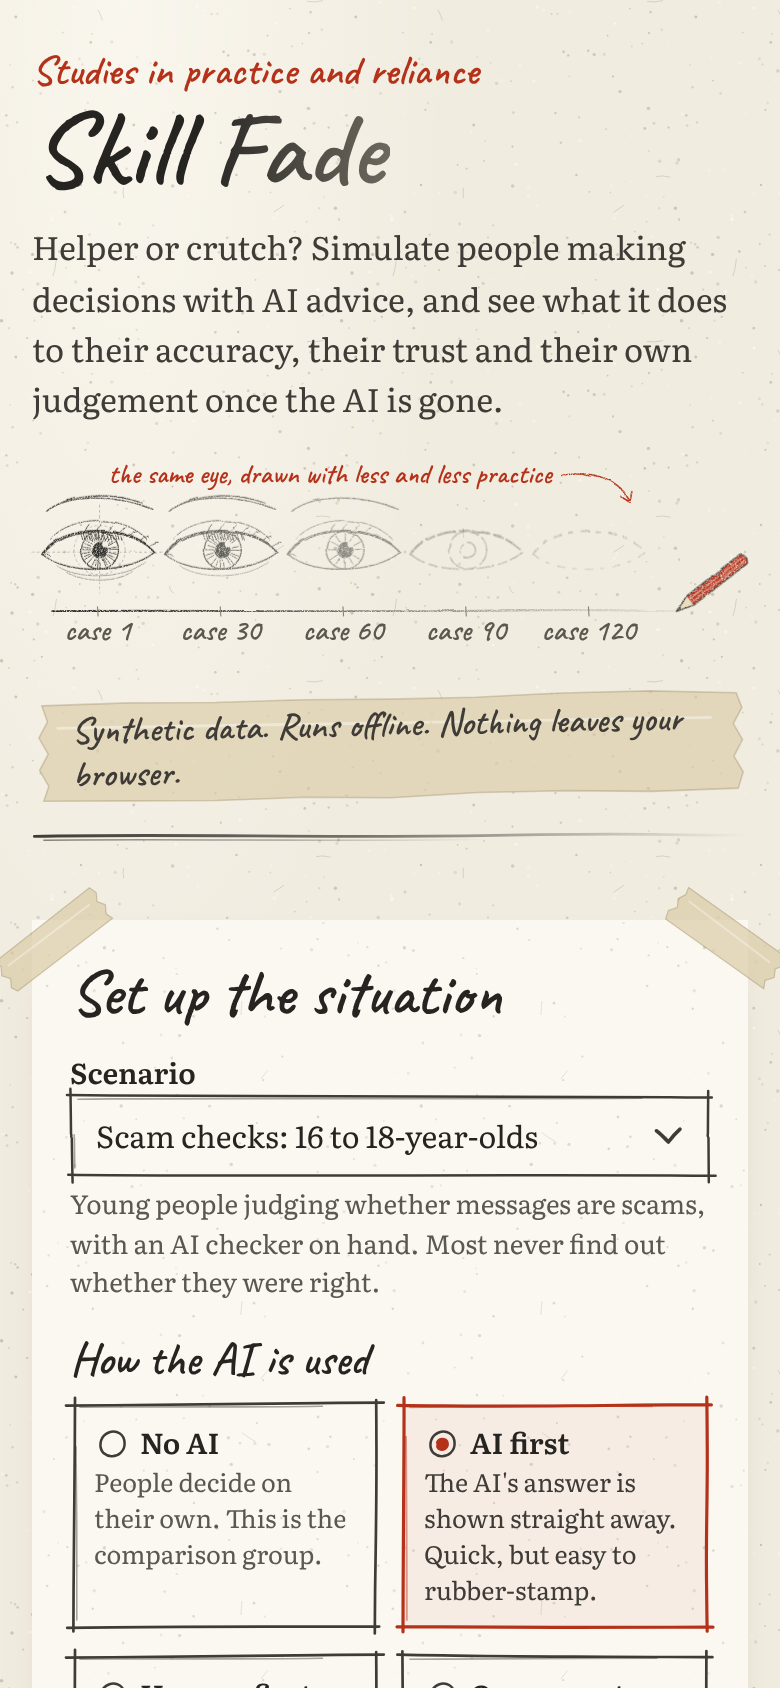 Studies in practice and reliance
Skill Fade
Helper or crutch? Simulate people making
decisions with AI advice, and see what it does
to their accuracy, their trust and their own
judgement once the AI is gone.
the same eye, drawn with less and less practice
case 1 case 30 case 60 case 90 case 120
Synthetic data. Runs offline. Nothing leaves your
browser.
Set up the situation
Scenario
Scam checks: 16 to 18-year-olds
Young people judging whether messages are scams,
with an AI checker on hand. Most never find out
whether they were right.
How the AI is used
No AI
People decide on
their own. This is the
comparison group.
AI first
The AI's answer is
shown straight away.
Quick, but easy to
rubber-stamp.